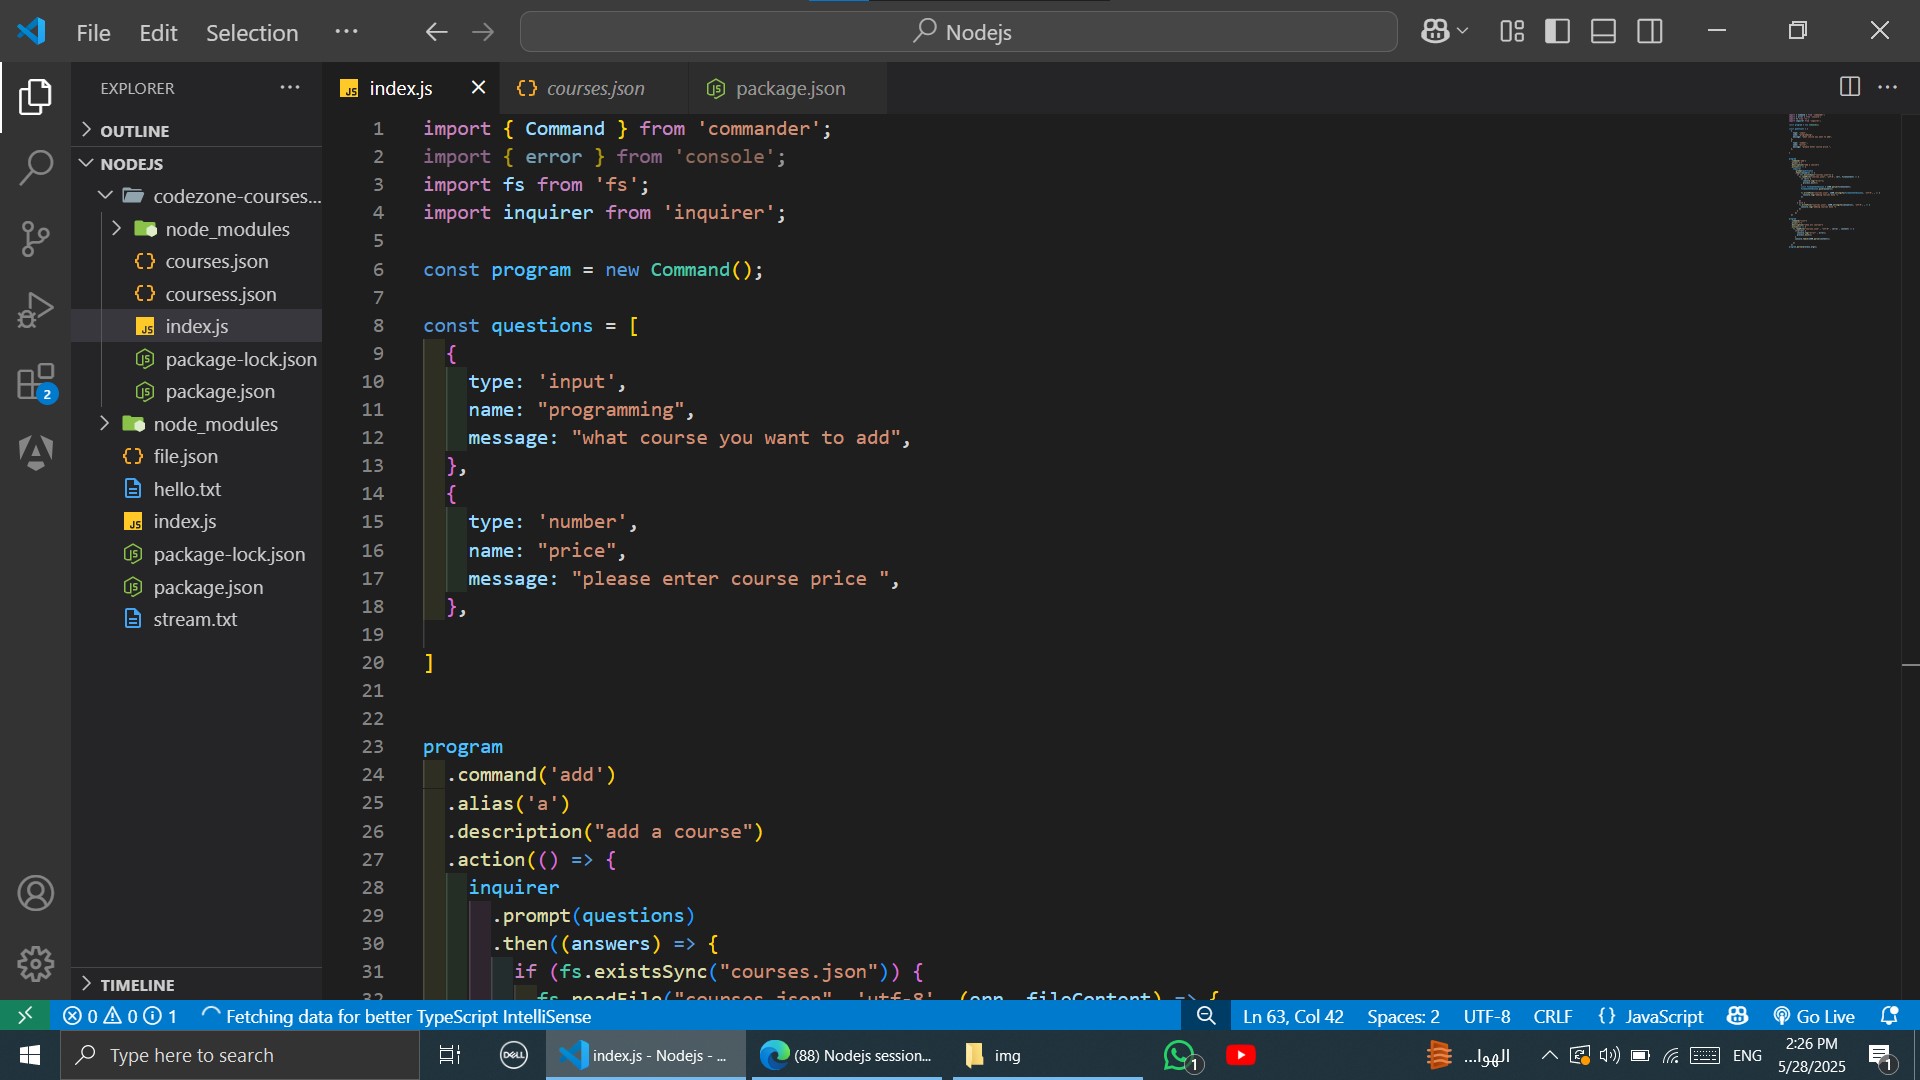 File Edit Selection ··· Nodejs
EXPLORER ···
OUTLINE
NODEJS
codezone-courses...
node_modules
courses.json
coursess.json
index.js
package-lock.json
package.json
node_modules
file.json
hello.txt
index.js
package-lock.json
package.json
stream.txt
TIMELINE
2
index.js courses.json package.json
1 import { Command } from 'commander';
2 import { error } from 'console';
3 import fs from 'fs';
4 import inquirer from 'inquirer';
5
6 const program = new Command();
7
8 const questions = [
9 {
10 type: 'input',
11 name: "programming",
12 message: "what course you want to add",
13 },
14 {
15 type: 'number',
16 name: "price",
17 message: "please enter course price ",
18 },
19
20 ]
21
22
23 program
24 .command('add')
25 .alias('a')
26 .description("add a course")
27 .action(() => {
28 inquirer
29 .prompt(questions)
30 .then((answers) => {
31 if (fs.existsSync("courses.json")) {
32 fs.readFile("courses.json", 'utf-8', (err, fileContent) => {
0 0 1 Fetching data for better TypeScript IntelliSense Ln 63, Col 42 Spaces: 2 UTF-8 CRLF {} JavaScript Go Live
Type here to search DELL index.js - Nodejs - ... (88) Nodejs session... img 1 الهوا... ENG 2:26 PM 1
5/28/2025